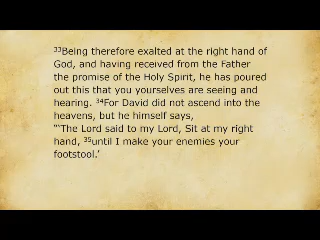 ³³Being therefore exalted at the right hand of
God, and having received from the Father
the promise of the Holy Spirit, he has poured
out this that you yourselves are seeing and
hearing. ³⁴For David did not ascend into the
heavens, but he himself says,
“‘The Lord said to my Lord, Sit at my right
hand, ³⁵until I make your enemies your
footstool.’